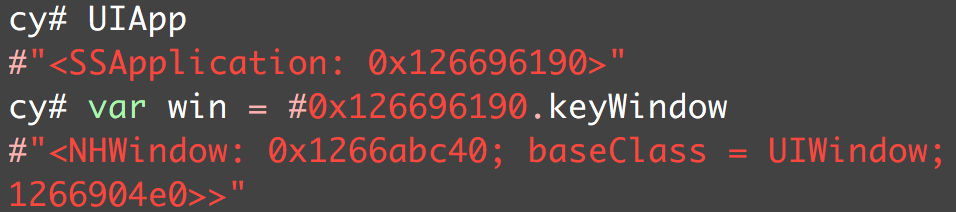 cy# UIApp
#"<SSApplication: 0x126696190>"
cy# var win = #0x126696190.keyWindow
#"<NHWindow: 0x1266abc40; baseClass = UIWindow;
1266904e0>>"